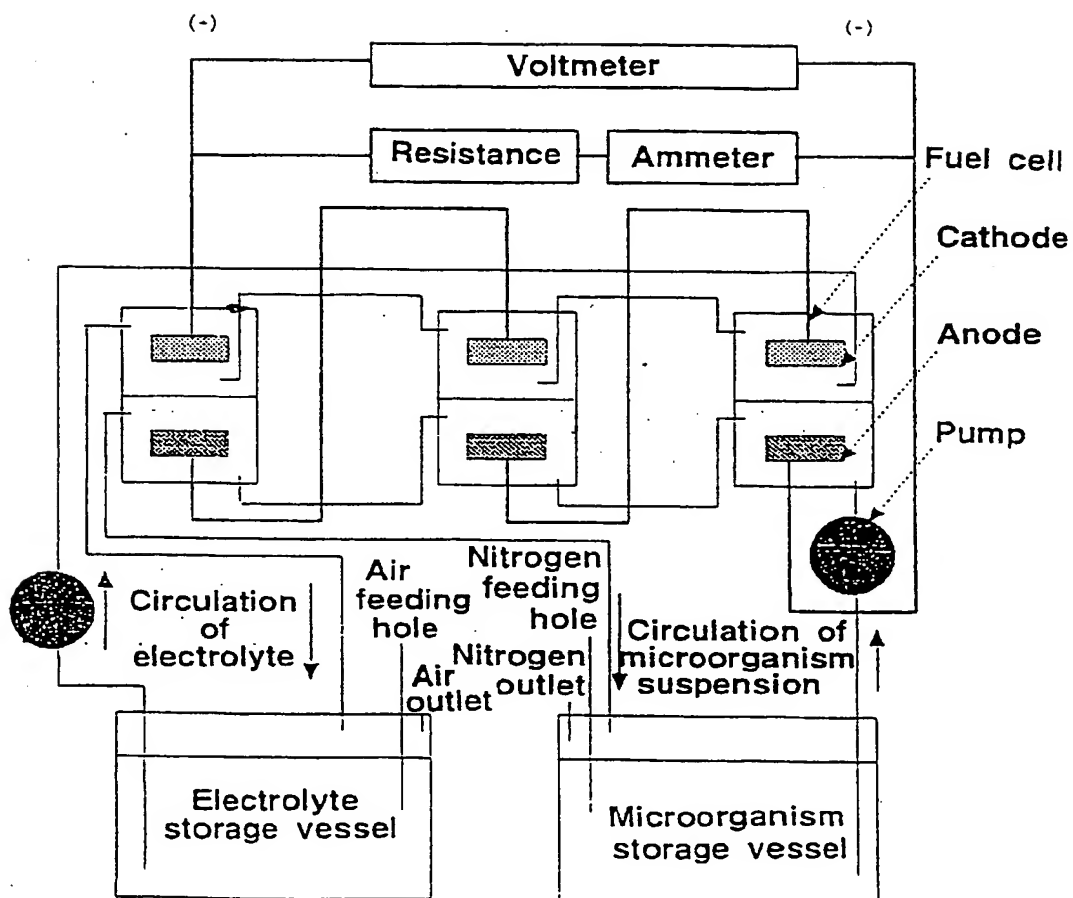 (-)
(-)
Voltmeter
Resistance
Ammeter
Fuel cell
Cathode
Anode
Pump
Circulation
of
electrolyte
Air
feeding
hole
Air
outlet
Nitrogen
feeding
hole
Nitrogen
outlet
Circulation of
microorganism
suspension
Electrolyte
storage vessel
Microorganism
storage vessel